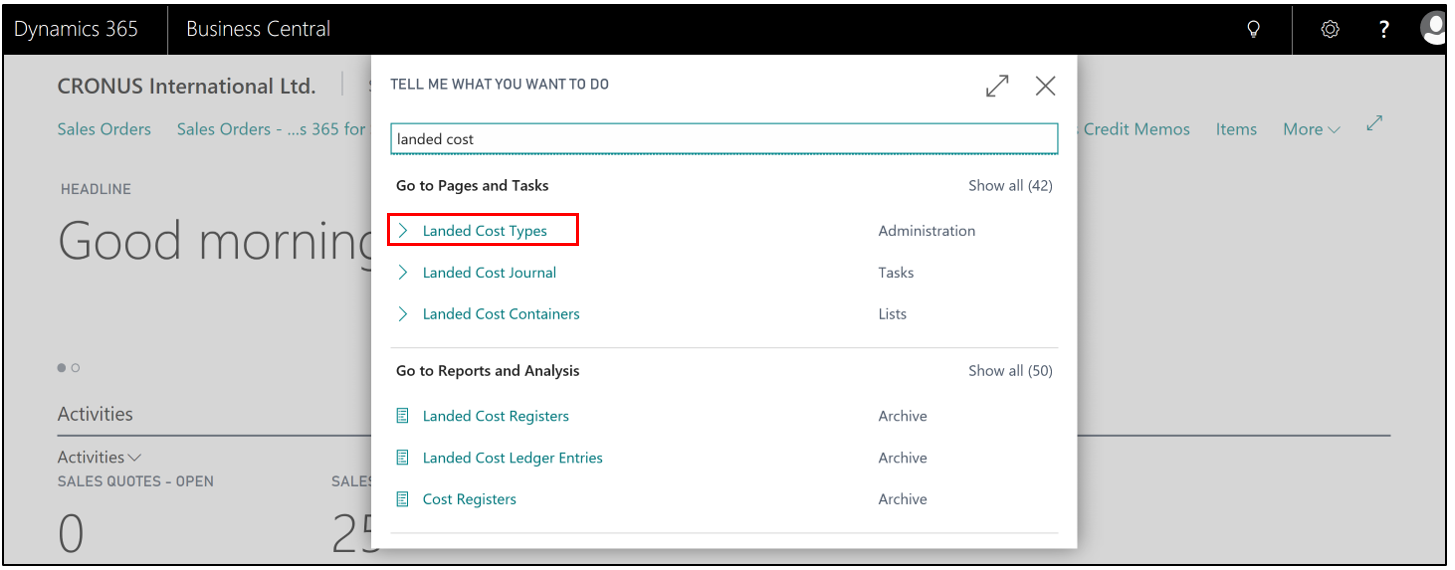 Dynamics 365 Business Central ?
CRONUS International Ltd.
TELL ME WHAT YOU WANT TO DO
Sales Orders Sales Orders - ...s 365 for Credit Memos Items More
landed cost
HEADLINE
Good morning
Go to Pages and Tasks Show all (42)
Landed Cost Types Administration
Landed Cost Journal Tasks
Landed Cost Containers Lists
Go to Reports and Analysis Show all (50)
Landed Cost Registers Archive
Landed Cost Ledger Entries Archive
Cost Registers Archive
Activities
Activities
SALES QUOTES - OPEN SALES
0 25